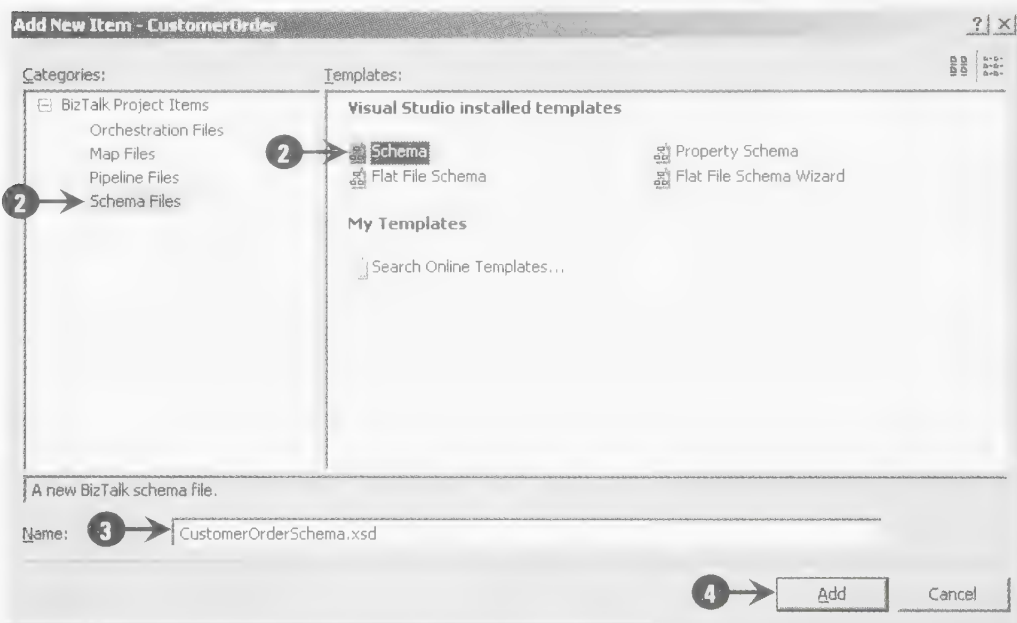 Add New Item - CustomerOrder
Categories:
Templates:
BizTalk Project Items
Orchestration Files
Map Files
Pipeline Files
2 Schema Files
Visual Studio installed templates
2 Schema
Property Schema
Flat File Schema
Flat File Schema Wizard
My Templates
Search Online Templates...
A new BizTalk schema file.
Name: 3 CustomerOrderSchema.xsd
4 Add
Cancel